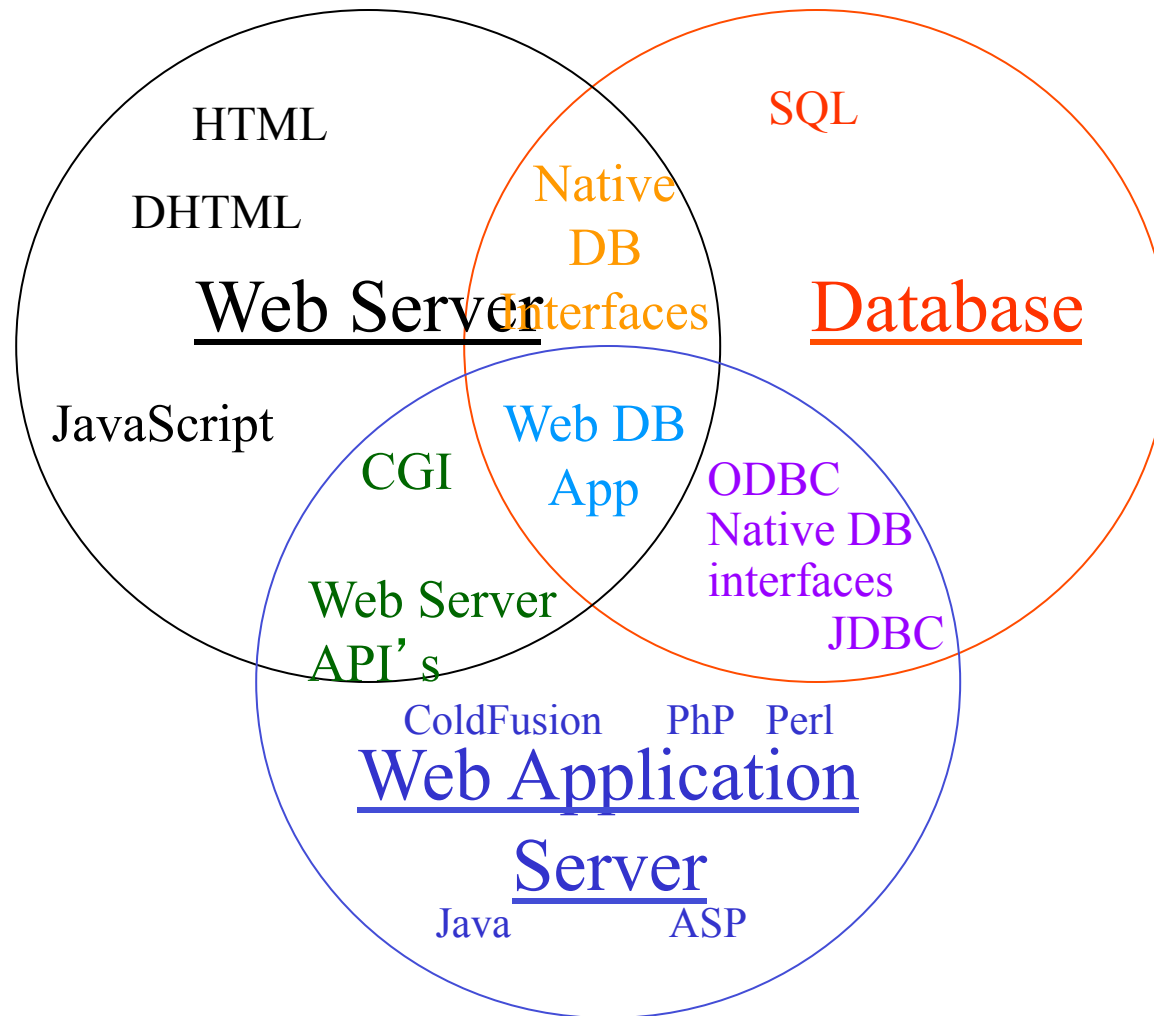 HTML
SQL
DHTML
Native
DB
Interfaces
Web Server
Database
JavaScript
CGI
Web DB
App
ODBC
Native DB
interfaces
JDBC
Web Server
API’s
ColdFusion PhP Perl
Web Application
Server
Java ASP